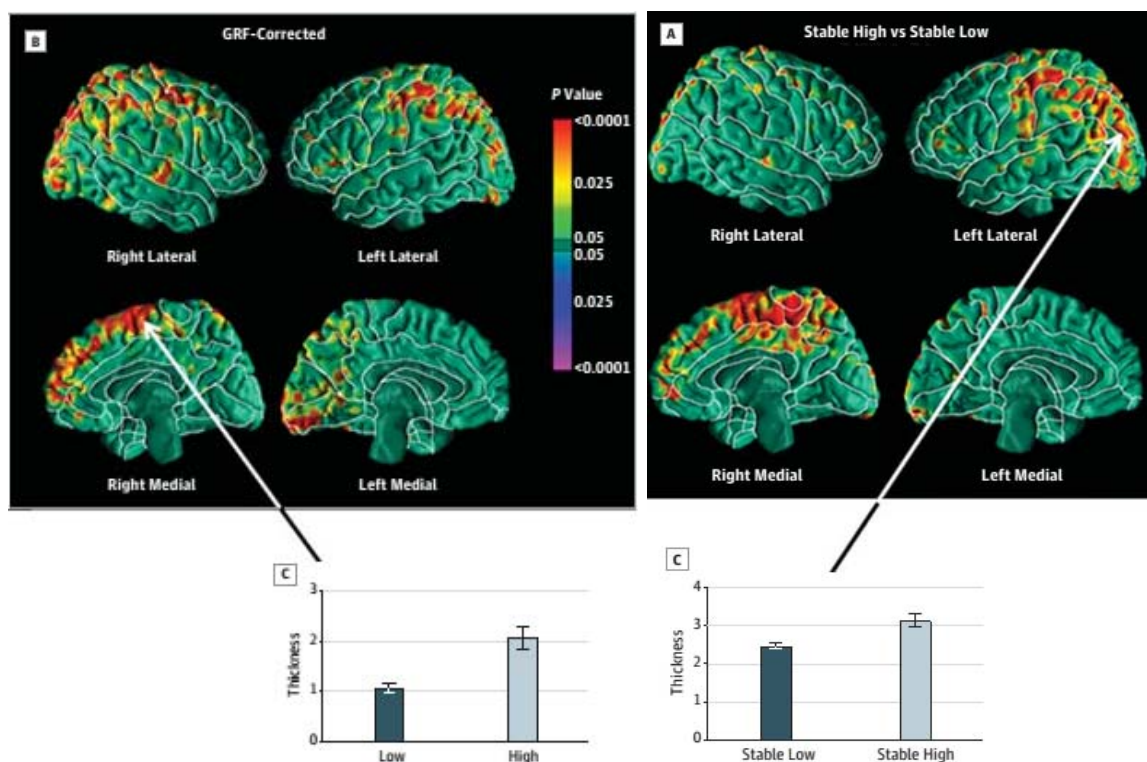 B
GRF-Corrected
P Value
<0.0001
0.025
0.05
0.05
0.025
<0.0001
Right Lateral
Left Lateral
Right Medial
Left Medial
A
Stable High vs Stable Low
Right Lateral
Left Lateral
Right Medial
Left Medial
C
3
2
1
0
Thickness
Low
High
C
4
3
2
1
0
Thickness
Stable Low
Stable High